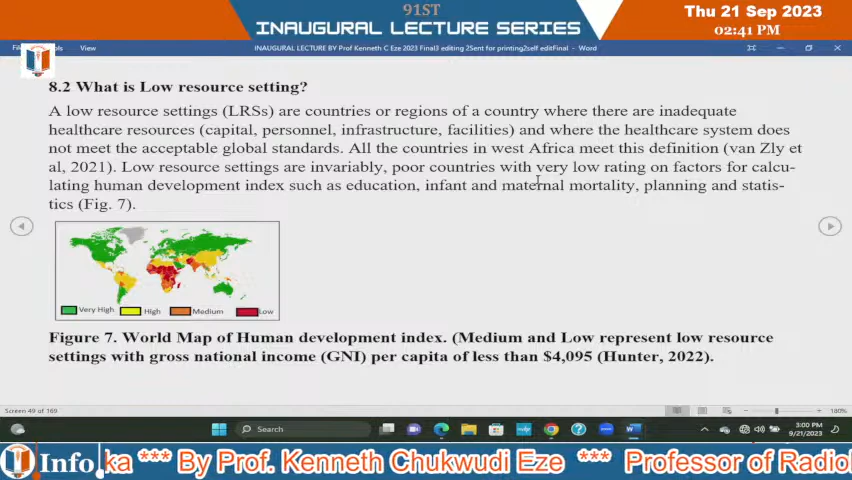 91ST
INAUGURAL LECTURE SERIES
Thu 21 Sep 2023
02:41 PM
View
INAUGURAL LECTURE BY Prof Kenneth C Eze 2023 Final3 editing 2Sent for printing2self editFinal - Word
8.2 What is Low resource setting?
A low resource settings (LRSs) are countries or regions of a country where there are inadequate
healthcare resources (capital, personnel, infrastructure, facilities) and where the healthcare system does
not meet the acceptable global standards. All the countries in west Africa meet this definition (van Zly et
al, 2021). Low resource settings are invariably, poor countries with very low rating on factors for calcu-
lating human development index such as education, infant and maternal mortality, planning and statis-
tics (Fig. 7).
Very High High Medium Low
Figure 7. World Map of Human development index. (Medium and Low represent low resource
settings with gross national income (GNI) per capita of less than $4,095 (Hunter, 2022).
Screen 49 of 169
180%
Search
3:00 PM
9/21/2023
Info
ka *** By Prof. Kenneth Chukwudi Eze *** Professor of Radiol